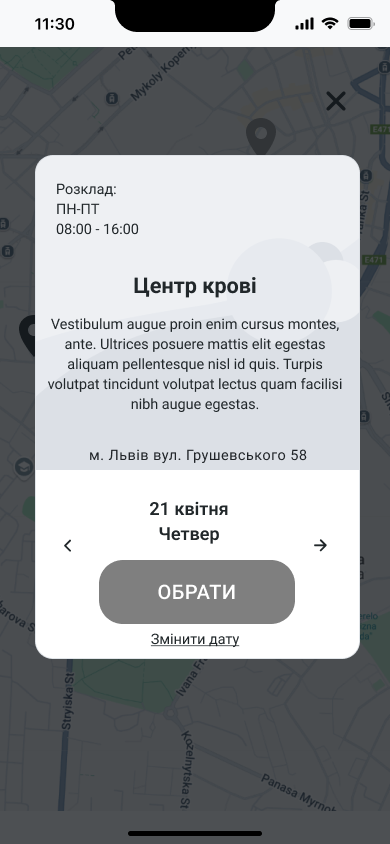 11:30
Mykoly Kopern
E471
Розклад:
ПН-ПТ
08:00 - 16:00
E471
Центр крові
Vestibulum augue proin enim cursus montes,
ante. Ultrices posuere mattis elit egestas
aliquam pellentesque nisl id quis. Turpis
volutpat tincidunt volutpat lectus quam facilisi
nibh augue egestas.
м. Львів вул. Грушевського 58
21 квітня
Четвер
ОБРАТИ
Змінити дату
Stryiska St
Ivana Fr
Kozelnytska St
Panasa Myrnoh